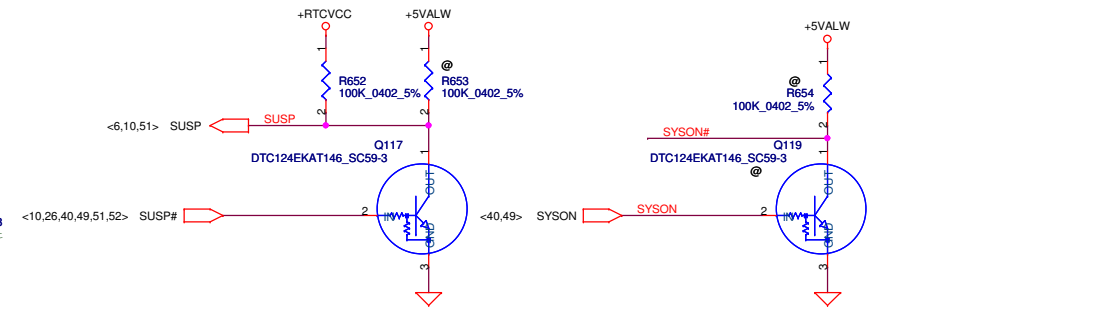 +RTCVCC
+5VALW
1
1
@
R652
100K_0402_5%
R653
100K_0402_5%
2
2
<6,10,51> SUSP
SUSP
Q117
1
DTC124EKAT146_SC59-3
OUT
<10,26,40,49,51,52> SUSP#
2
IN
GND
3
+5VALW
1
@
R654
100K_0402_5%
2
SYSON#
Q119
1
DTC124EKAT146_SC59-3
@
OUT
<40,49> SYSON
SYSON
2
IN
GND
3